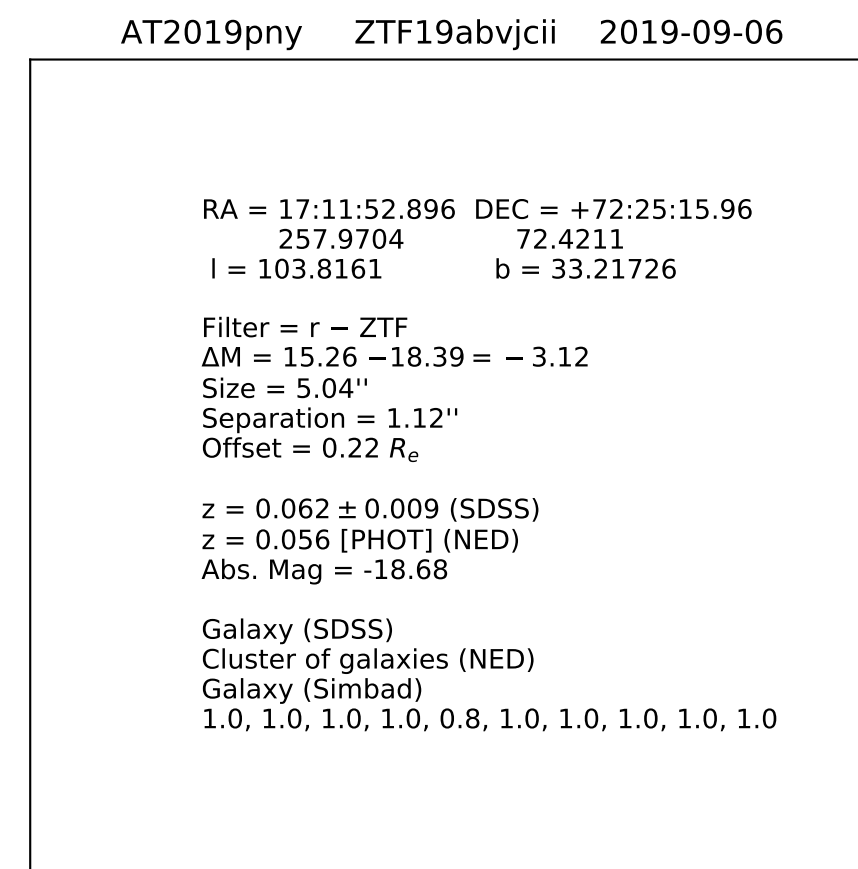 AT2019pny ZTF19abvjcii 2019-09-06
RA = 17:11:52.896 DEC = +72:25:15.96
257.9704 72.4211
l = 103.8161 b = 33.21726
Filter = r − ZTF
ΔM = 15.26 −18.39 = − 3.12
Size = 5.04''
Separation = 1.12''
Offset = 0.22 Rₑ
z = 0.062 ± 0.009 (SDSS)
z = 0.056 [PHOT] (NED)
Abs. Mag = -18.68
Galaxy (SDSS)
Cluster of galaxies (NED)
Galaxy (Simbad)
1.0, 1.0, 1.0, 1.0, 0.8, 1.0, 1.0, 1.0, 1.0, 1.0